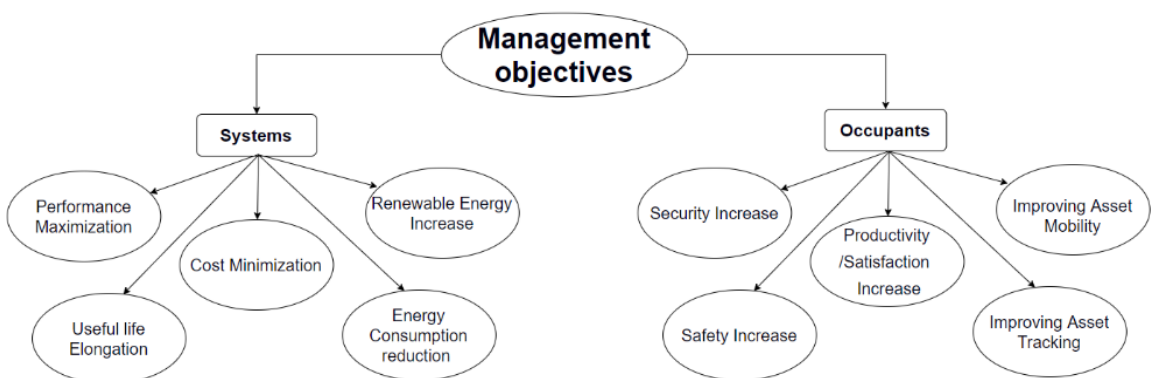 Management
objectives
Systems
Occupants
Performance
Maximization
Useful life
Elongation
Cost Minimization
Energy
Consumption
reduction
Renewable Energy
Increase
Security Increase
Safety Increase
Productivity
/Satisfaction
Increase
Improving Asset
Tracking
Improving Asset
Mobility